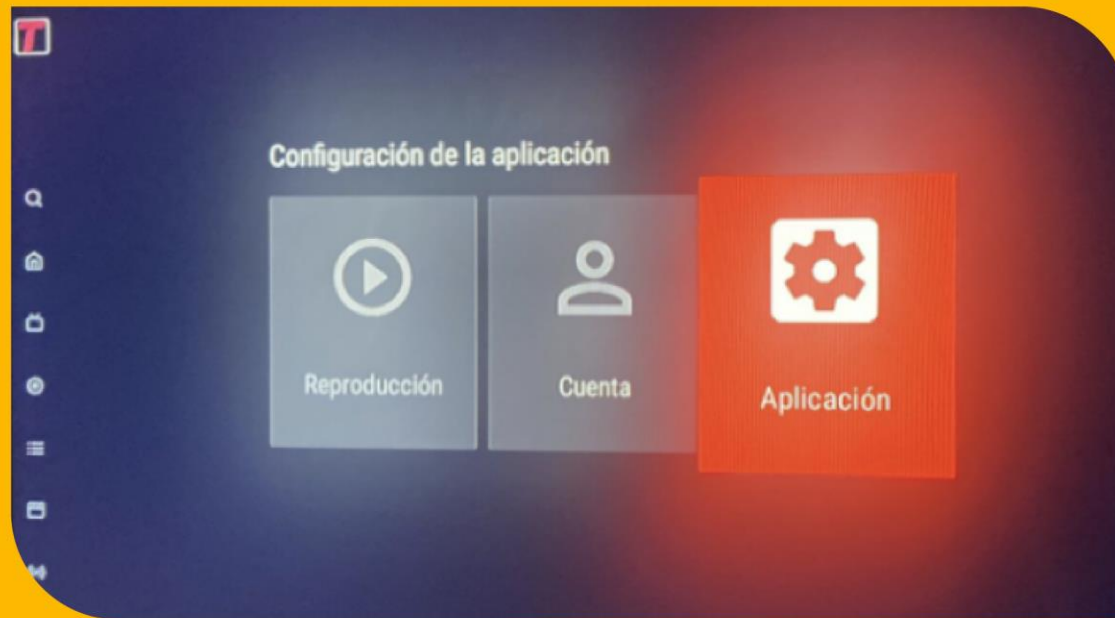 T
Configuración de la aplicación
Reproducción
Cuenta
Aplicación